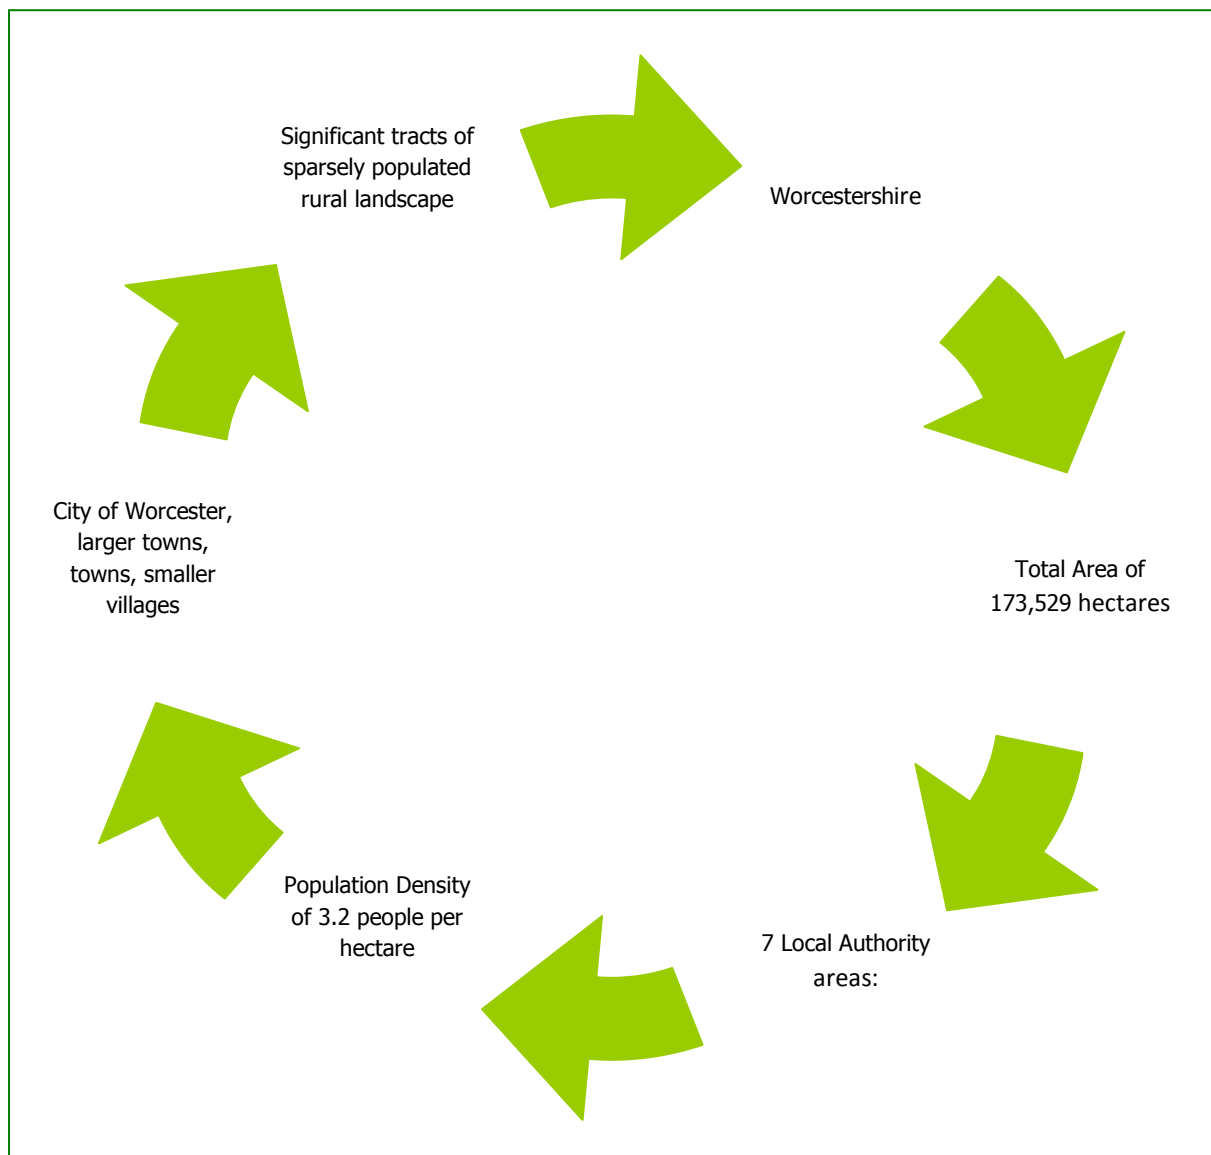 Significant tracts of
sparsely populated
rural landscape
Worcestershire
Total Area of
173,529 hectares
7 Local Authority
areas:
Population Density
of 3.2 people per
hectare
City of Worcester,
larger towns,
towns, smaller
villages